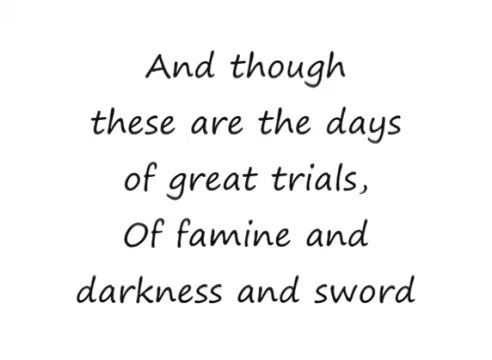 And though
these are the days
of great trials,
Of famine and
darkness and sword